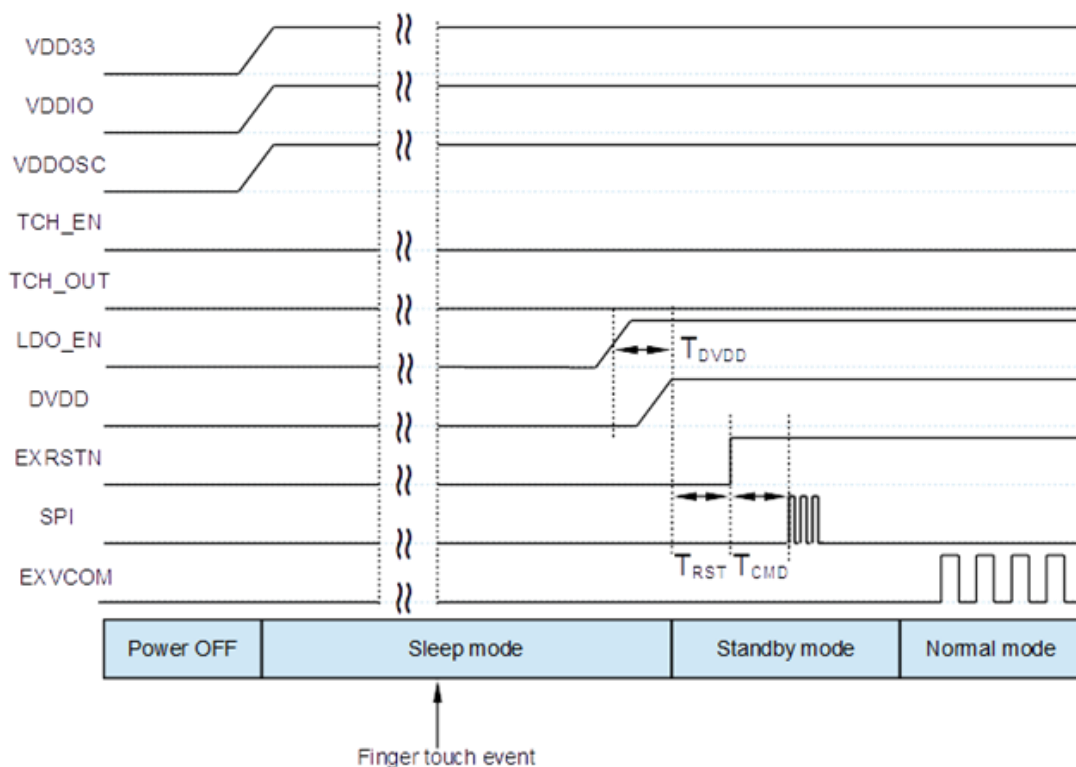 VDD33
VDDIO
VDDOSC
TCH_EN
TCH_OUT
LDO_EN
TDVDD
DVDD
EXRSTN
SPI
TRST TCMD
EXVCOM
Power OFF Sleep mode Standby mode Normal mode
Finger touch event